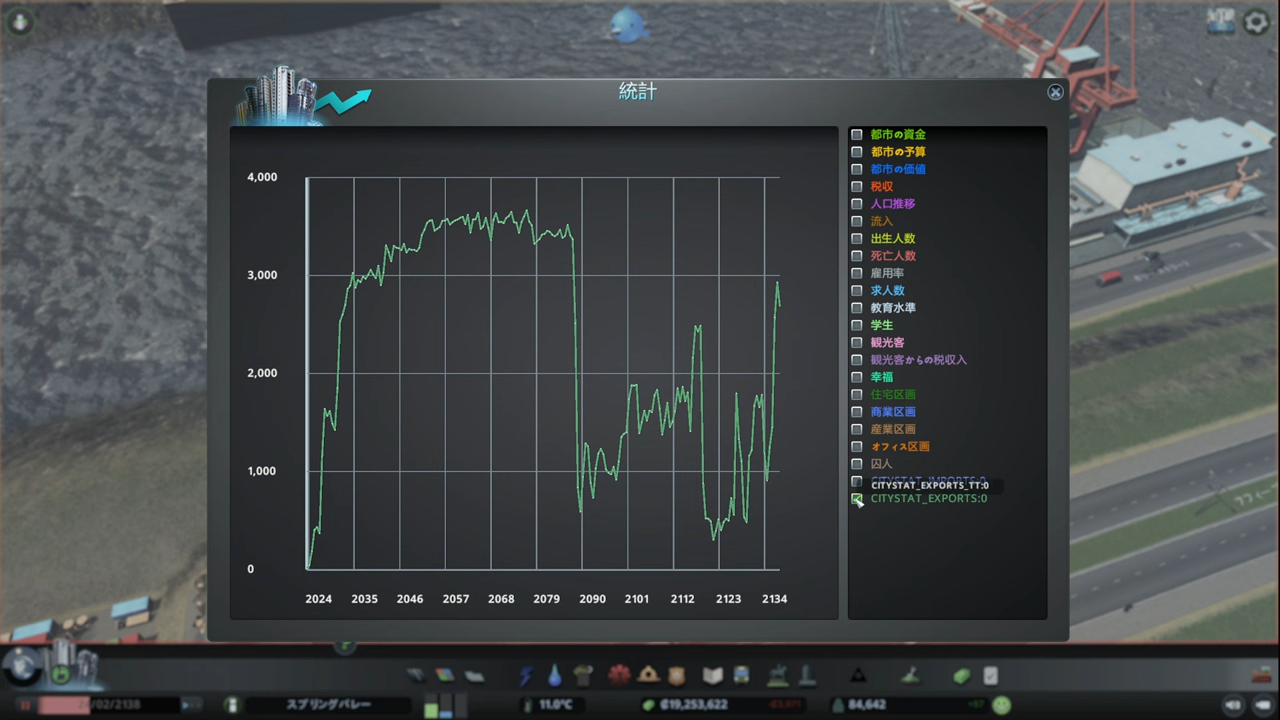 統計
4,000
3,000
2,000
1,000
0
2024 2035 2046 2057 2068 2079 2090 2101 2112 2123 2134
都市の資金
都市の予算
都市の価値
税収
人口推移
流入
出生人数
死亡人数
雇用率
求人数
教育水準
学生
観光客
観光客からの税収入
幸福
住宅区画
商業区画
産業区画
オフィス区画
囚人
CITYSTAT_IMPORTS:0
CITYSTAT_EXPORTS_TT:0
CITYSTAT_EXPORTS:0
/02/2138 スプリングバレー 11.0°C ₡19,253,622 84,642 +97